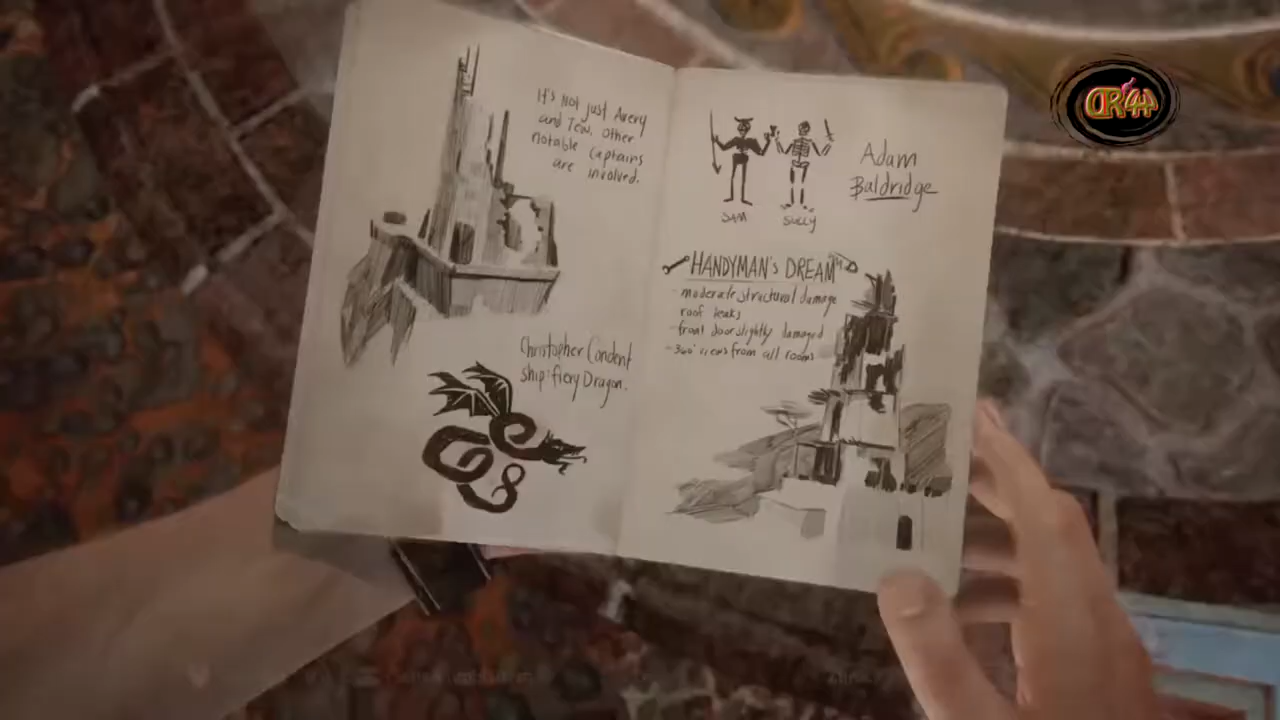 It's Not just Avery
and Tew. Other
notable captains
are involved.
Christopher Condent
ship: fiery Dragon.
SAM
SULLY
Adam
Baldridge
HANDYMAN'S DREAM
- moderate structural damage
roof leaks
- front door slightly damaged
- 360° views from all rooms